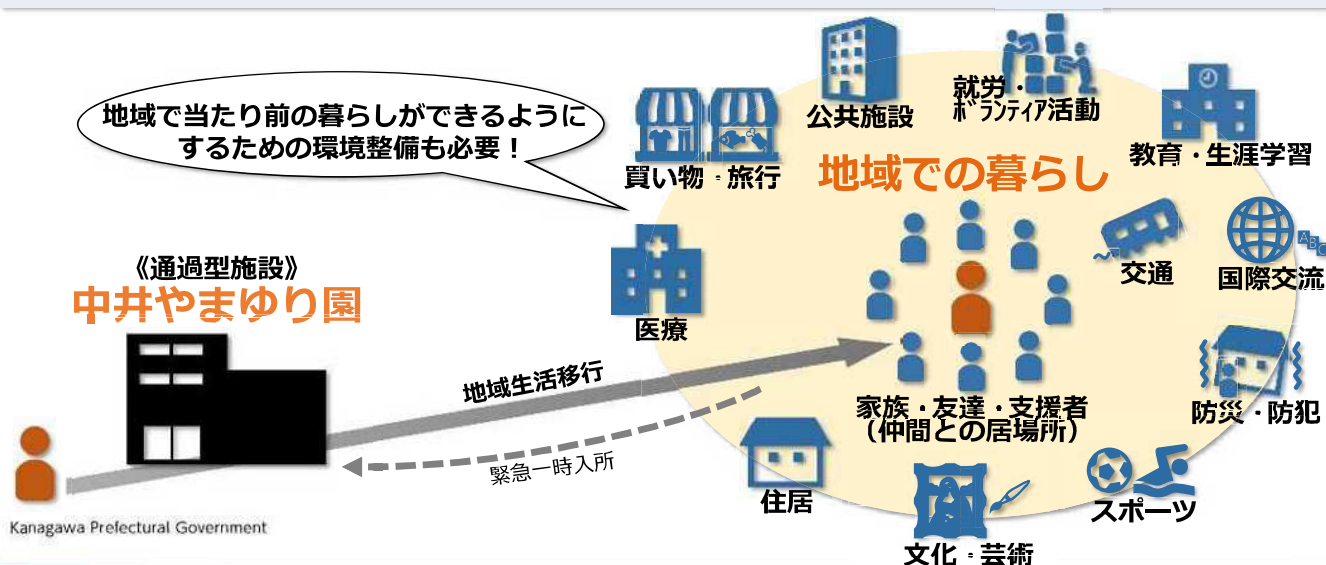 地域で当たり前の暮らしができるように
するための環境整備も必要！
公共施設
就労・
ボランティア活動
買い物・旅行
教育・生涯学習
地域での暮らし
《通過型施設》
中井やまゆり園
医療
交通
国際交流
ABC
地域生活移行
家族・友達・支援者
（仲間との居場所）
防災・防犯
緊急一時入所
住居
スポーツ
文化・芸術
Kanagawa Prefectural Government